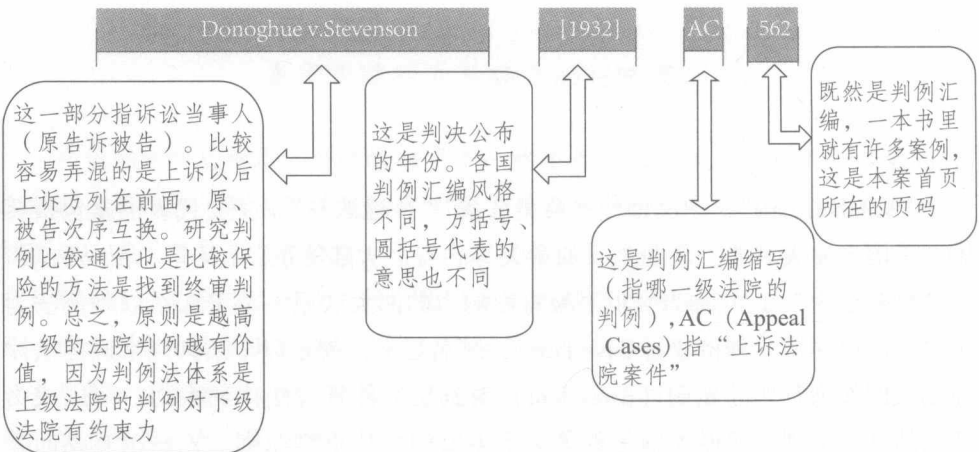 Donoghue v.Stevenson
[1932]
AC
562
这一部分指诉讼当事人
（原告诉被告）。比较
容易弄混的是上诉以后
上诉方列在前面，原、
被告次序互换。研究判
例比较通行也是比较保
险的方法是找到终审判
例。总之，原则是越高
一级的法院判例越有价
值，因为判例法体系是
上级法院的判例对下级
法院有约束力
这是判决公布
的年份。各国
判例汇编风格
不同，方括号、
圆括号代表的
意思也不同
这是判例汇编缩写
（指哪一级法院的
判例）,AC（Appeal
Cases）指“上诉法
院案件”
既然是判例汇
编，一本书里
就有许多案例，
这是本案首页
所在的页码